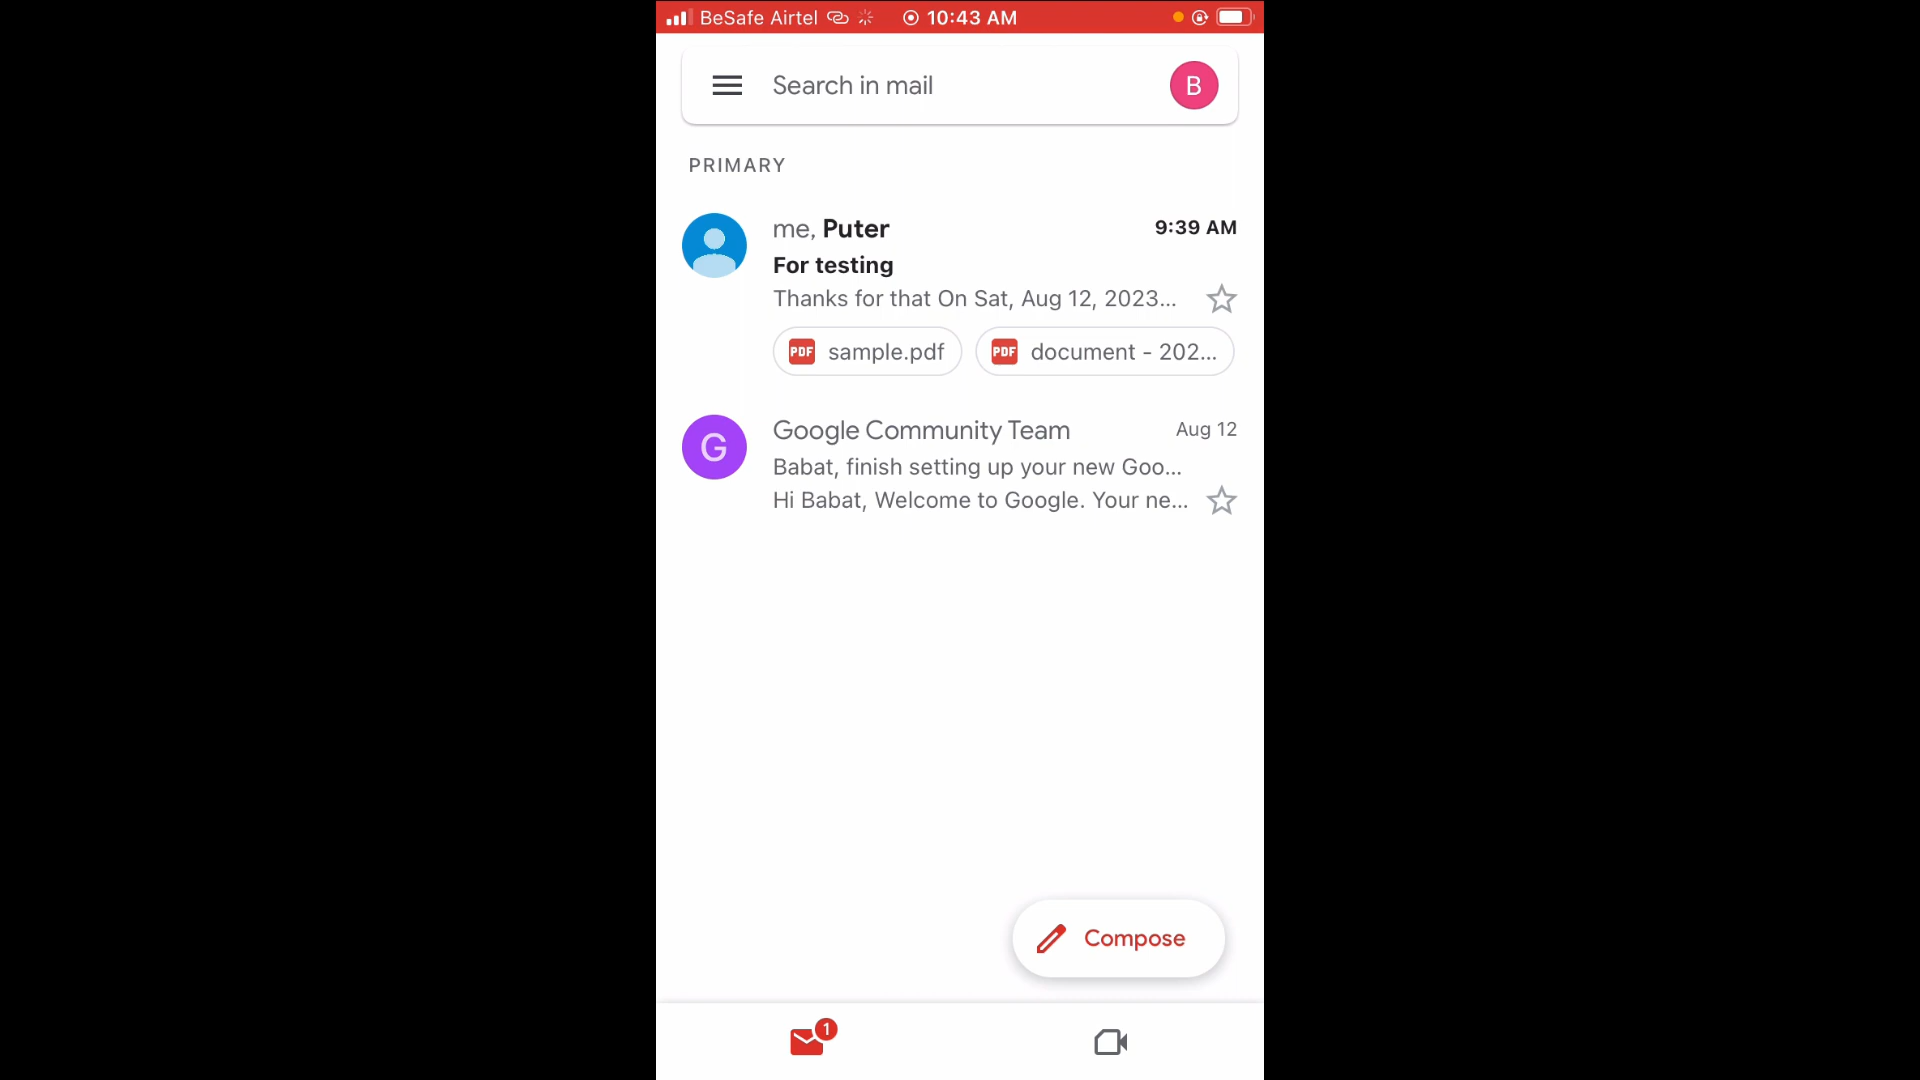 BeSafe Airtel 10:43 AM
Search in mail
B
PRIMARY
me, Puter 9:39 AM
For testing
Thanks for that On Sat, Aug 12, 2023...
PDF sample.pdf PDF document - 202...
G
Google Community Team Aug 12
Babat, finish setting up your new Goo...
Hi Babat, Welcome to Google. Your ne...
Compose
1